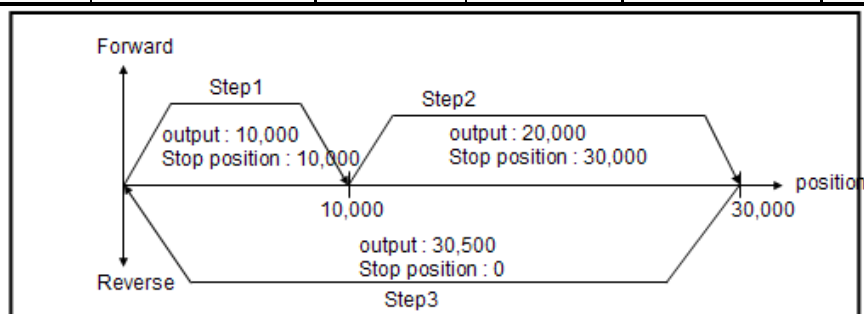 Forward
Step1
Step2
output : 10,000
Stop position : 10,000
output : 20,000
Stop position : 30,000
position
10,000
30,000
output : 30,500
Stop position : 0
Reverse
Step3